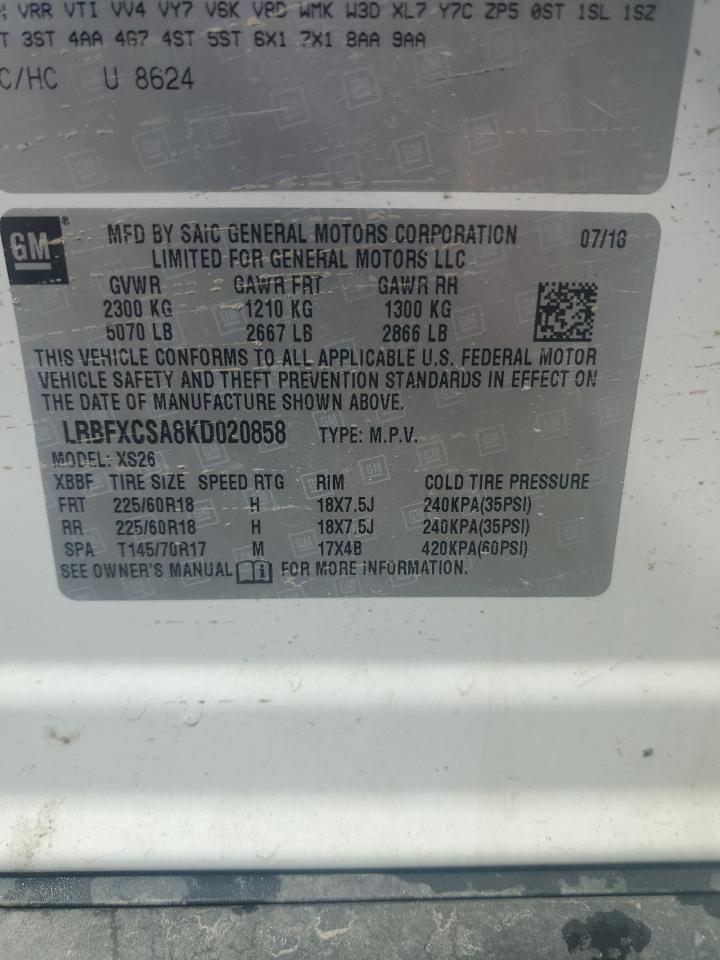 VRR VTI VV4 VY7 V6K V8D WMK W3D XL7 Y7C ZP5 0ST 1SL 1SZ
T 3ST 4AA 4G7 4ST 5ST 6X1 7X1 8AA 9AA
C/HC U 8624
GM ®
MFD BY SAIC GENERAL MOTORS CORPORATION 07/18
LIMITED FOR GENERAL MOTORS LLC
GVWR GAWR FRT GAWR RR
2300 KG 1210 KG 1300 KG
5070 LB 2667 LB 2866 LB
THIS VEHICLE CONFORMS TO ALL APPLICABLE U.S. FEDERAL MOTOR
VEHICLE SAFETY AND THEFT PREVENTION STANDARDS IN EFFECT ON
THE DATE OF MANUFACTURE SHOWN ABOVE.
LRBFXCSA8KD020858 TYPE: M.P.V.
MODEL: XS26
XBBF TIRE SIZE SPEED RTG RIM COLD TIRE PRESSURE
FRT 225/60R18 H 18X7.5J 240KPA(35PSI)
RR 225/60R18 H 18X7.5J 240KPA(35PSI)
SPA T145/70R17 M 17X4B 420KPA(60PSI)
SEE OWNER'S MANUAL FOR MORE INFORMATION.